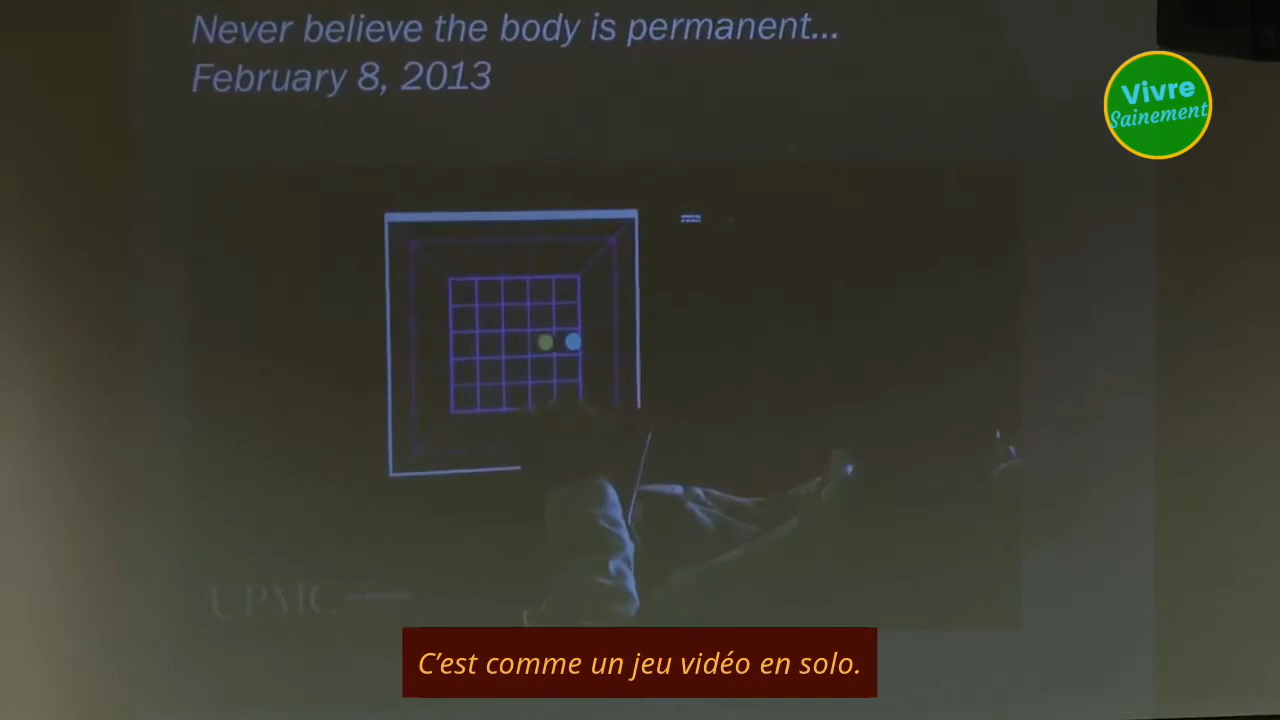 Never believe the body is permanent...
February 8, 2013
Vivre
Sainement
UPMC
C'est comme un jeu vidéo en solo.